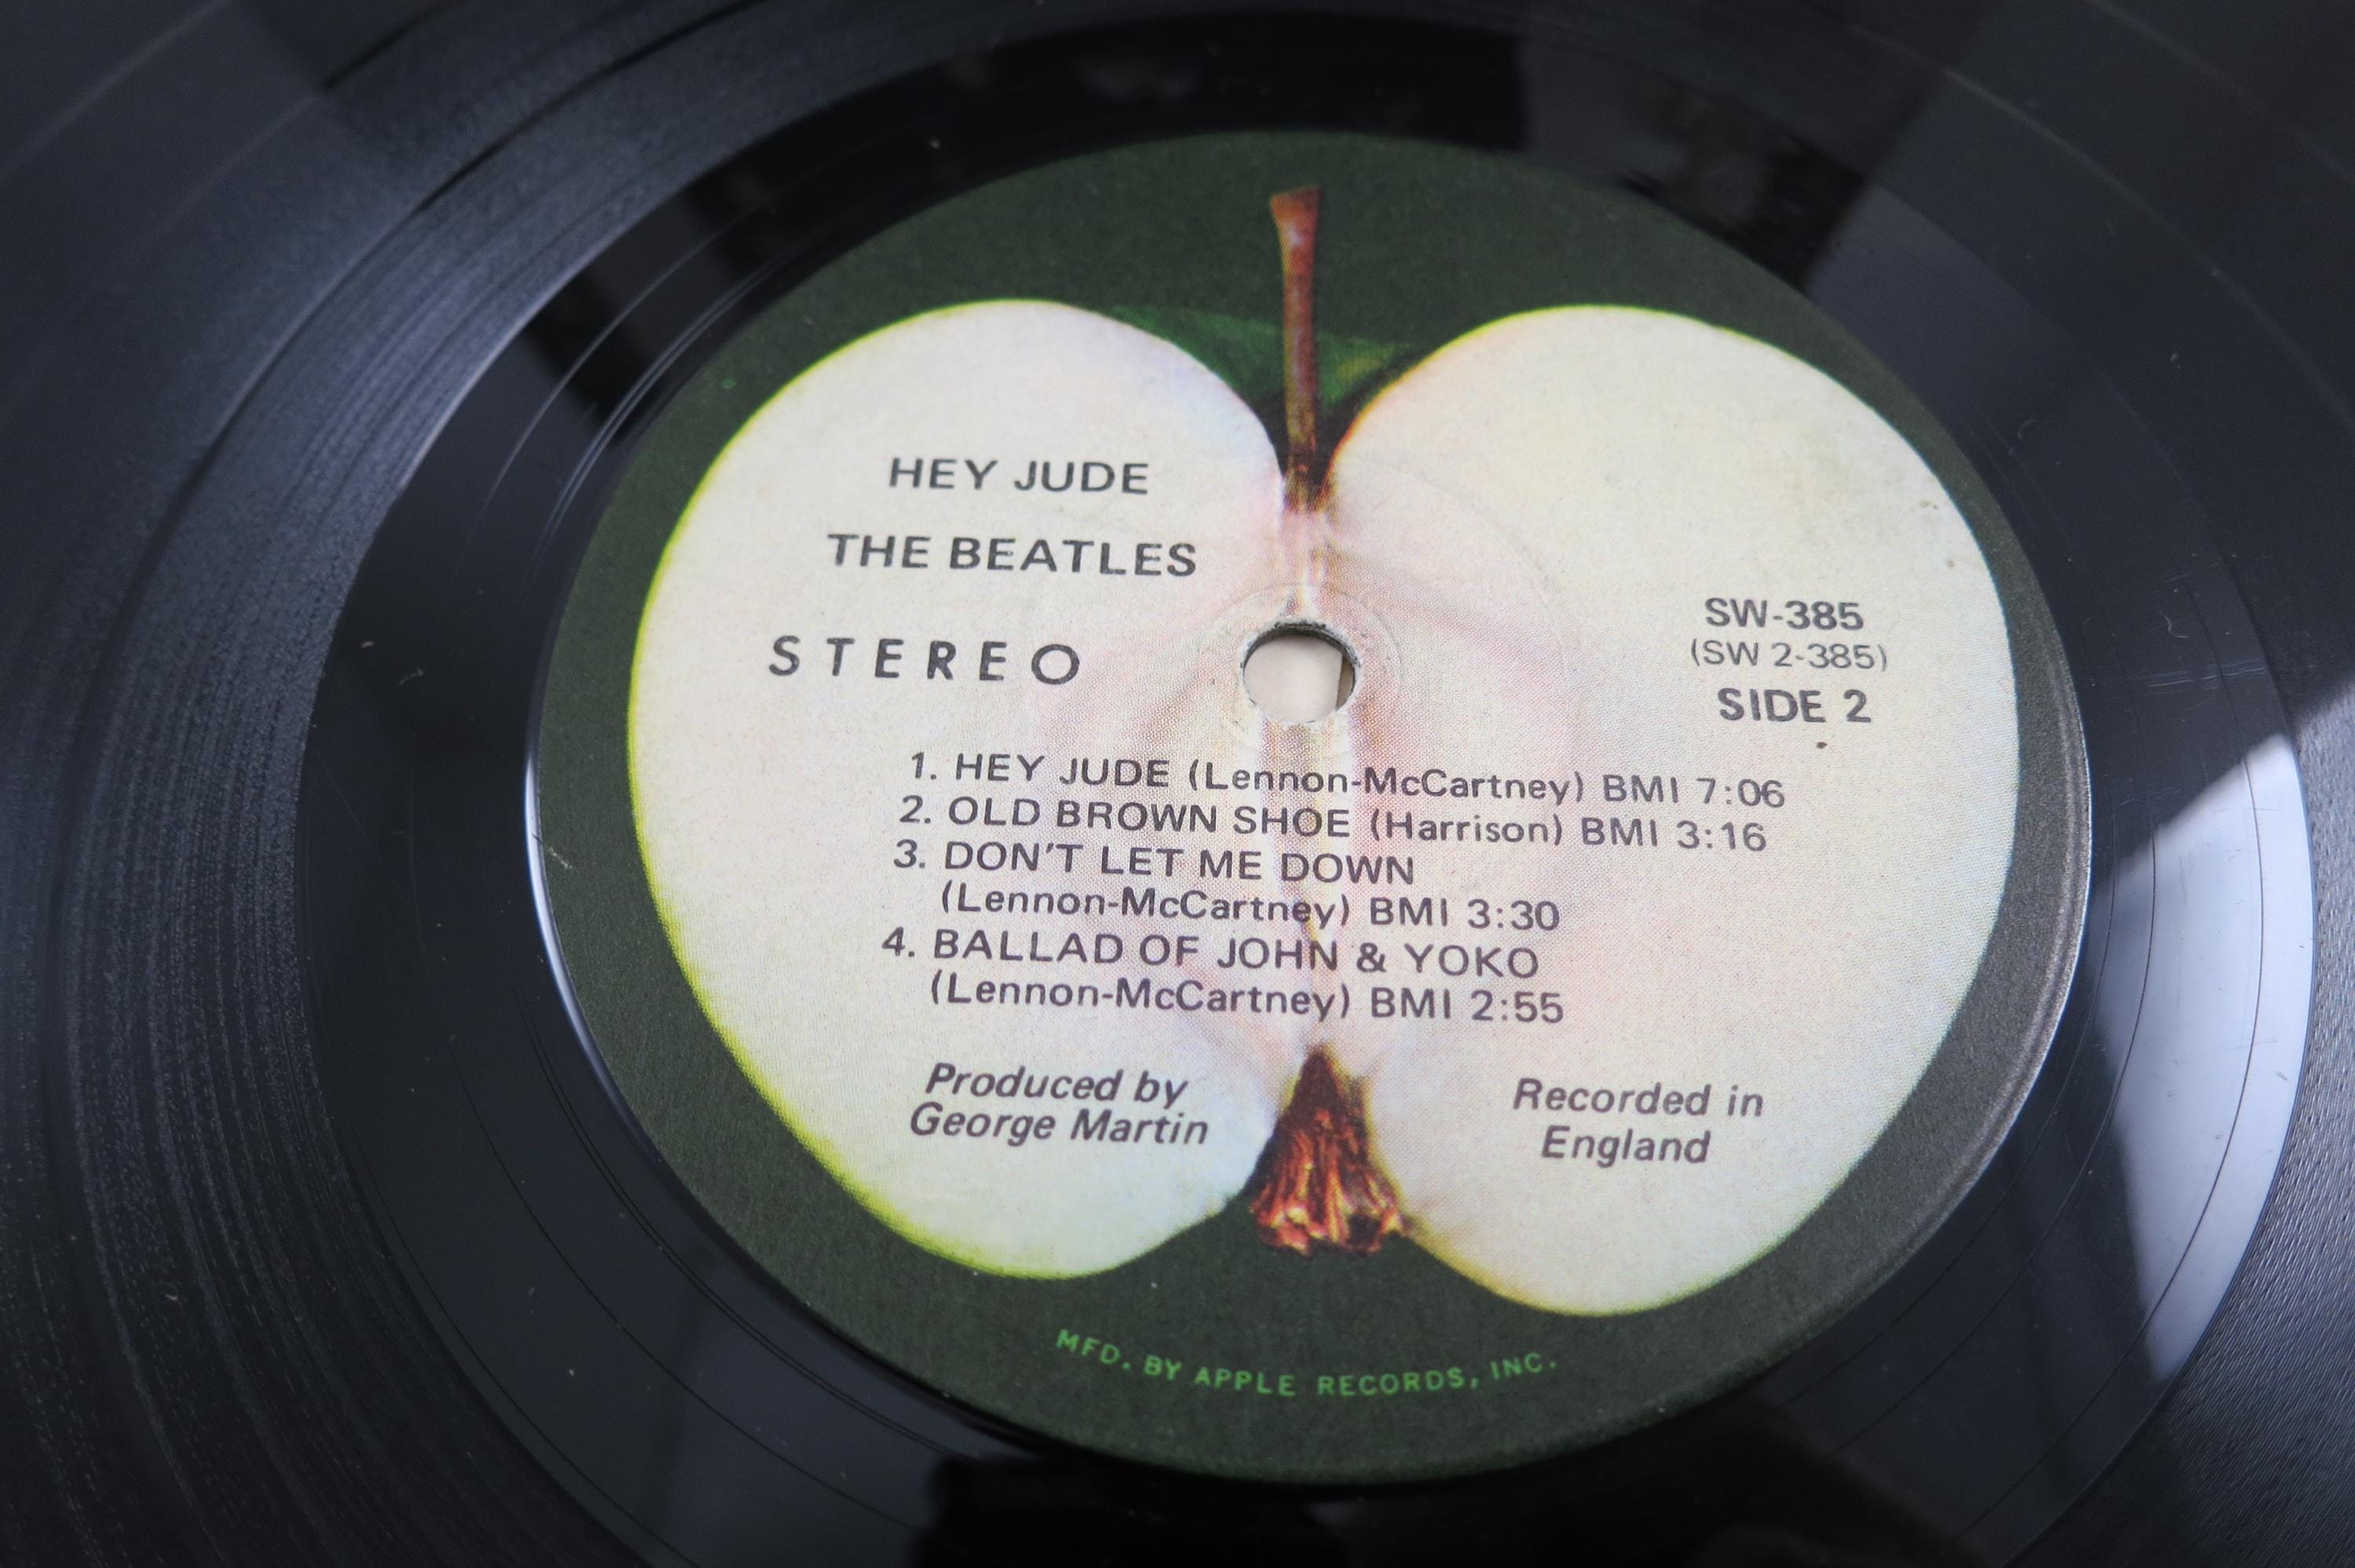 HEY JUDE
THE BEATLES
STEREO
SW-385
(SW 2-385)
SIDE 2
1. HEY JUDE (Lennon-McCartney) BMI 7:06
2. OLD BROWN SHOE (Harrison) BMI 3:16
3. DON'T LET ME DOWN
(Lennon-McCartney) BMI 3:30
4. BALLAD OF JOHN & YOKO
(Lennon-McCartney) BMI 2:55
Produced by
George Martin
Recorded in
England
MFD. BY APPLE RECORDS, INC.